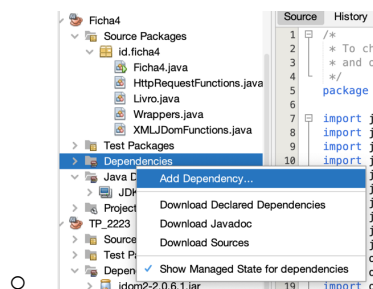 Ficha4
Source Packages
id.ficha4
Ficha4.java
HttpRequestFunctions.java
Livro.java
Wrappers.java
XMLJDomFunctions.java
Test Packages
Dependencies
Java D
JDK
Project
TP_2223
Source
Test Pa
Depen
jdom2-2.0.6.1.jar
Add Dependency...
Download Declared Dependencies
Download Javadoc
Download Sources
✓ Show Managed State for dependencies
Source History
1 /*
2 * To ch
3 * and o
4 */
5 package
6
7 import j
8 import j
9 import j
10 import j
19 import o